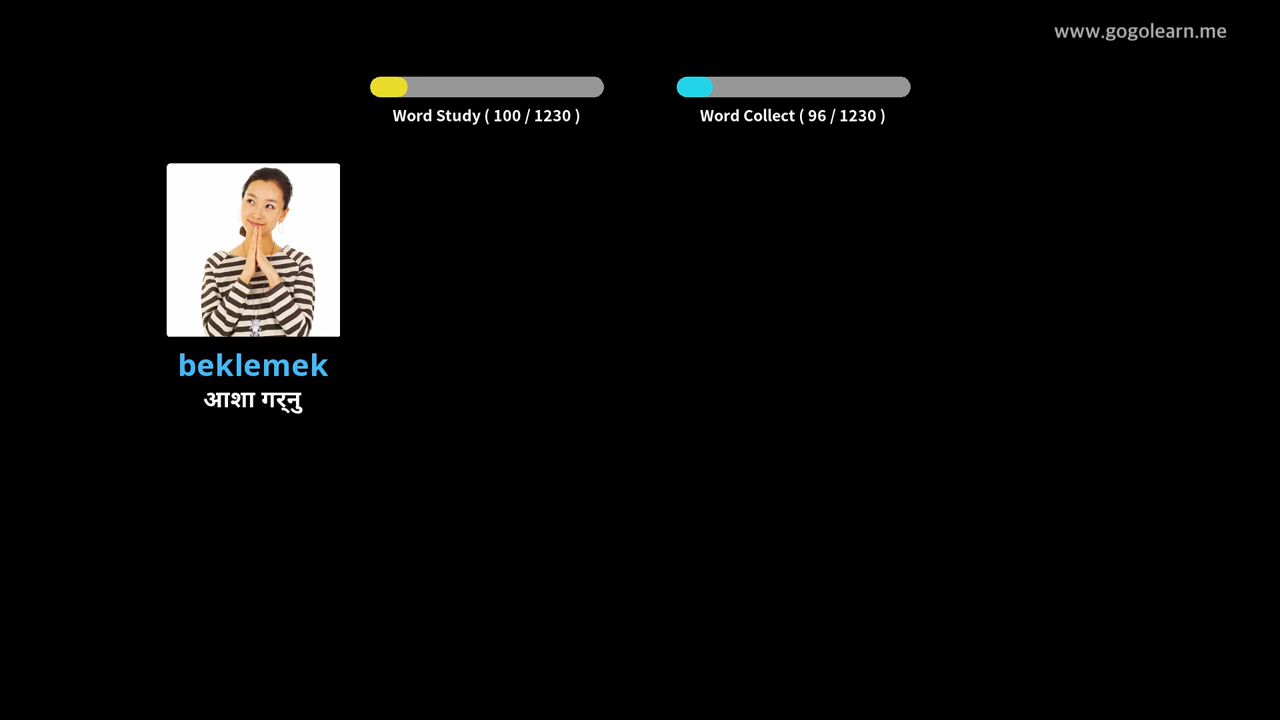 www.gogolearn.me
Word Study ( 100 / 1230 )
Word Collect ( 96 / 1230 )
beklemek
आशा गर्नु